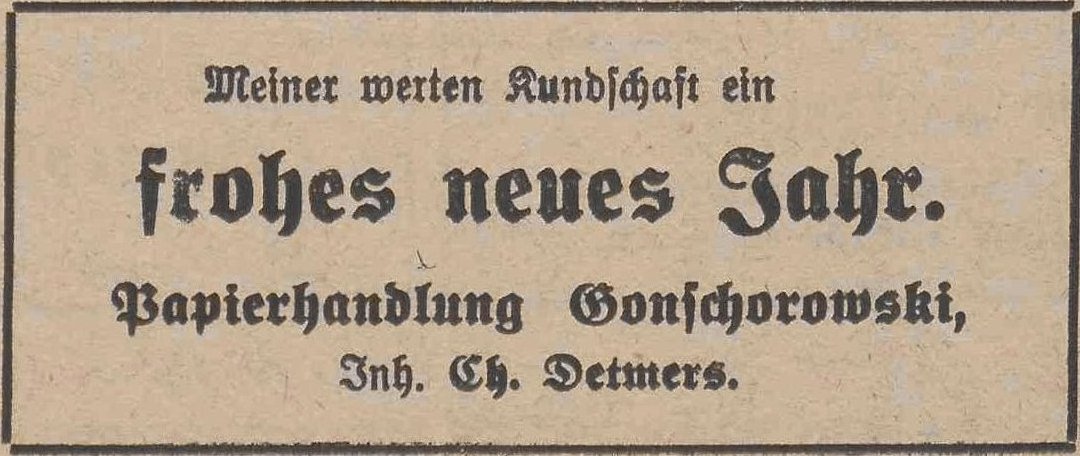 Meiner werten Kundschaft ein
frohes neues Jahr.
Papierhandlung Gonschorowski,
Inh. Ch. Detmers.